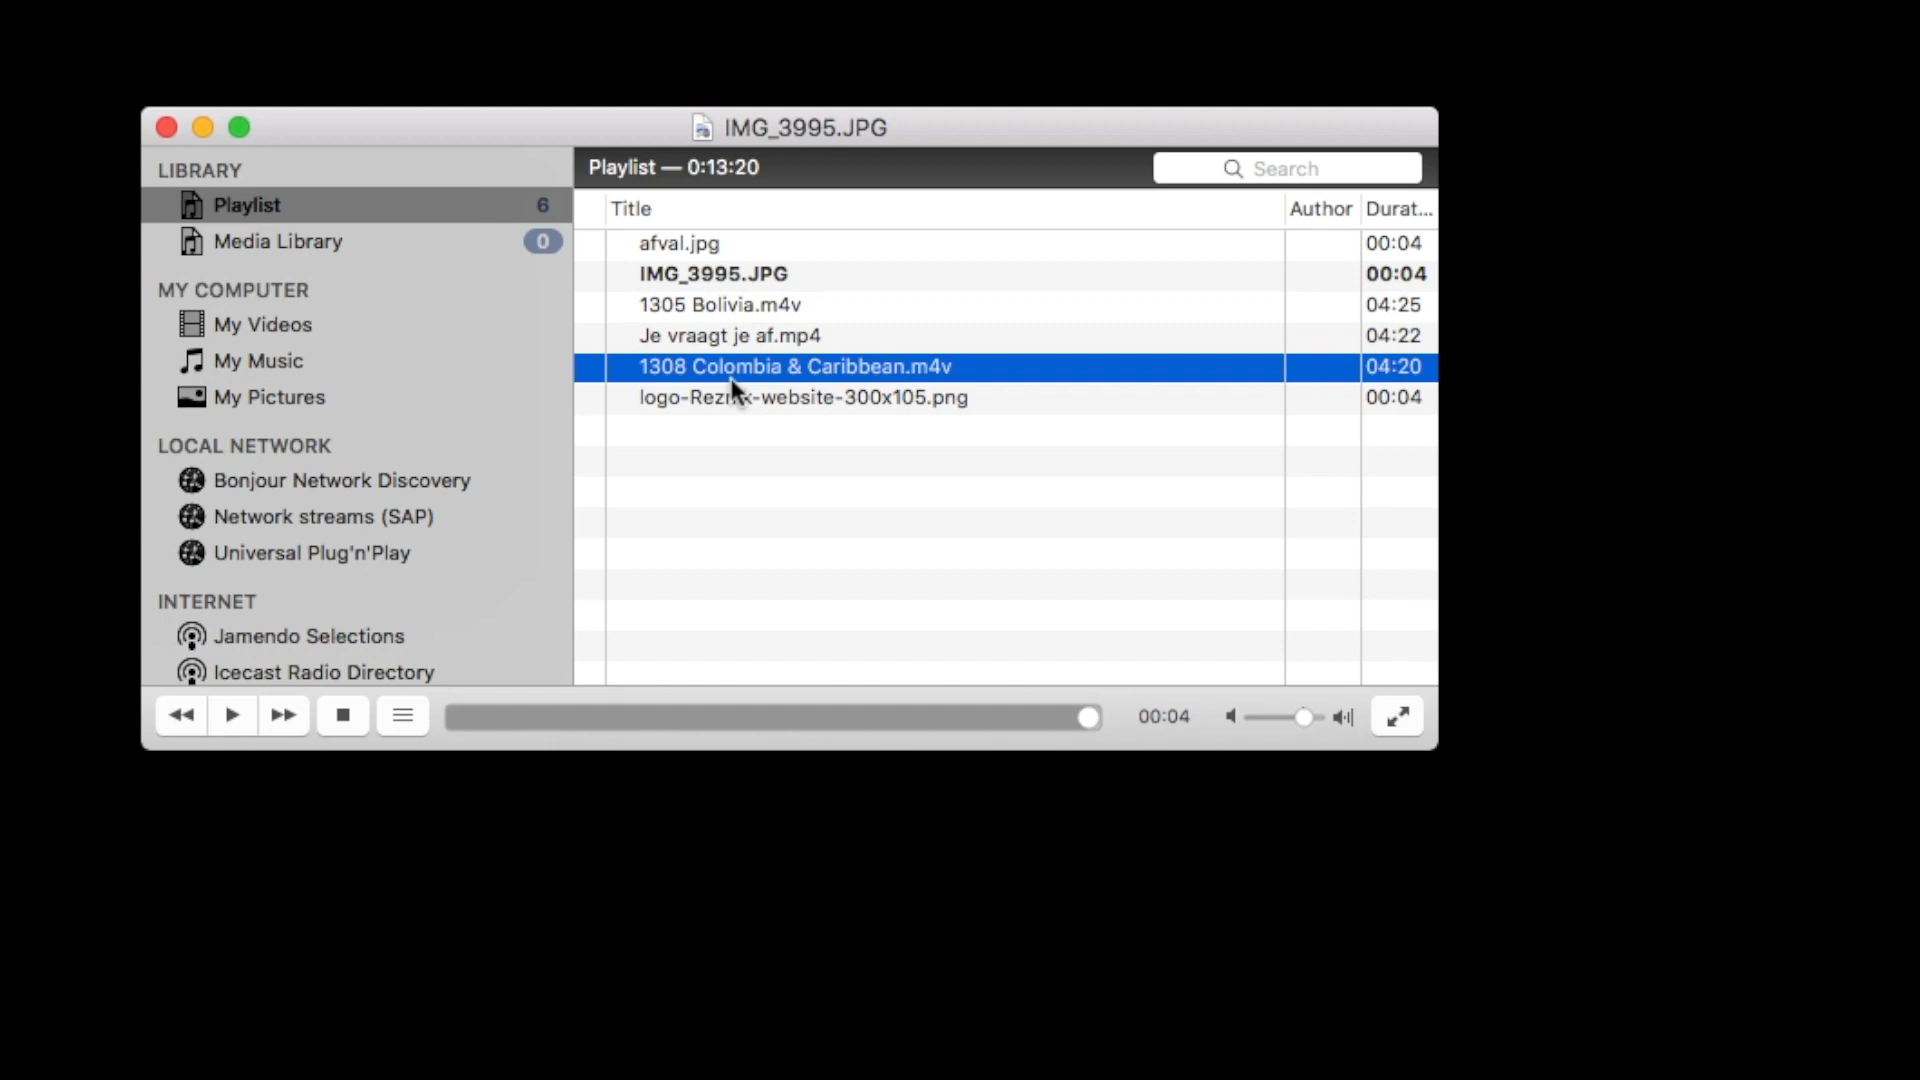 IMG_3995.JPG
LIBRARY
Playlist 6
Media Library 0
MY COMPUTER
My Videos
My Music
My Pictures
LOCAL NETWORK
Bonjour Network Discovery
Network streams (SAP)
Universal Plug'n'Play
INTERNET
Jamendo Selections
Icecast Radio Directory
Playlist — 0:13:20
Search
Title Author Durat...
afval.jpg 00:04
IMG_3995.JPG 00:04
1305 Bolivia.m4v 04:25
Je vraagt je af.mp4 04:22
1308 Colombia & Caribbean.m4v 04:20
00:04
00:04